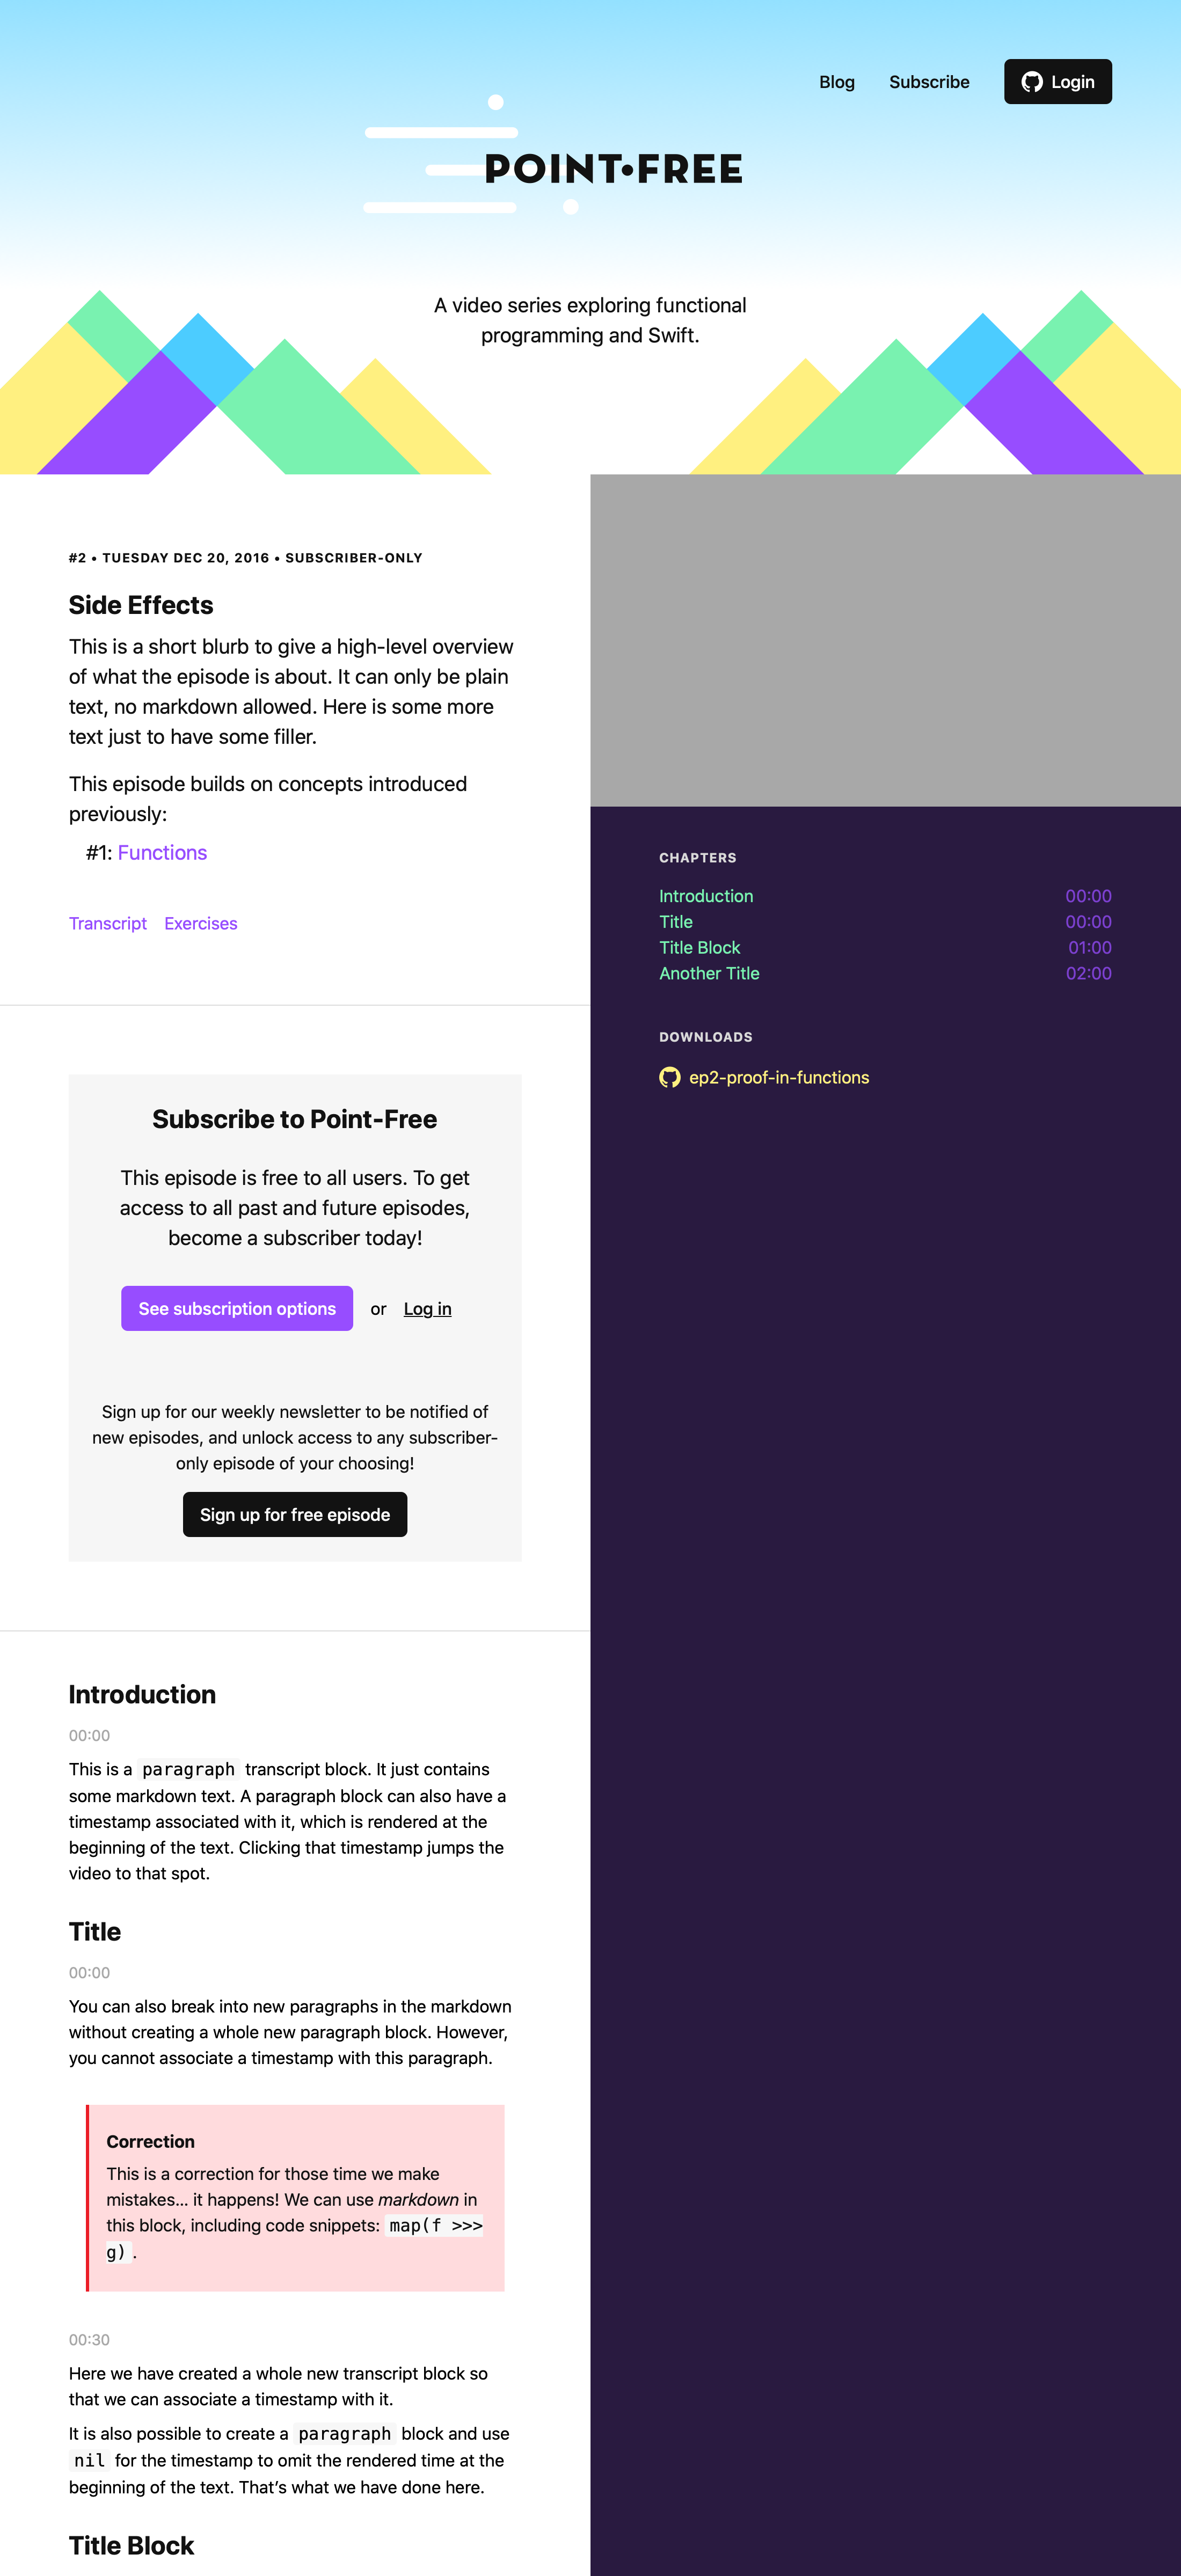 Blog
Subscribe
Login
POINT•FREE
A video series exploring functional
programming and Swift.
#2 • TUESDAY DEC 20, 2016 • SUBSCRIBER-ONLY
Side Effects
This is a short blurb to give a high-level overview
of what the episode is about. It can only be plain
text, no markdown allowed. Here is some more
text just to have some filler.
This episode builds on concepts introduced
previously:
#1: Functions
Transcript Exercises
CHAPTERS
Introduction 00:00
Title 00:00
Title Block 01:00
Another Title 02:00
DOWNLOADS
ep2-proof-in-functions
Subscribe to Point-Free
This episode is free to all users. To get
access to all past and future episodes,
become a subscriber today!
See subscription options or Log in
Sign up for our weekly newsletter to be notified of
new episodes, and unlock access to any subscriber-
only episode of your choosing!
Sign up for free episode
Introduction
00:00
This is a paragraph transcript block. It just contains
some markdown text. A paragraph block can also have a
timestamp associated with it, which is rendered at the
beginning of the text. Clicking that timestamp jumps the
video to that spot.
Title
00:00
You can also break into new paragraphs in the markdown
without creating a whole new paragraph block. However,
you cannot associate a timestamp with this paragraph.
Correction
This is a correction for those time we make
mistakes… it happens! We can use markdown in
this block, including code snippets: map(f >>>
g).
00:30
Here we have created a whole new transcript block so
that we can associate a timestamp with it.
It is also possible to create a paragraph block and use
nil for the timestamp to omit the rendered time at the
beginning of the text. That’s what we have done here.
Title Block